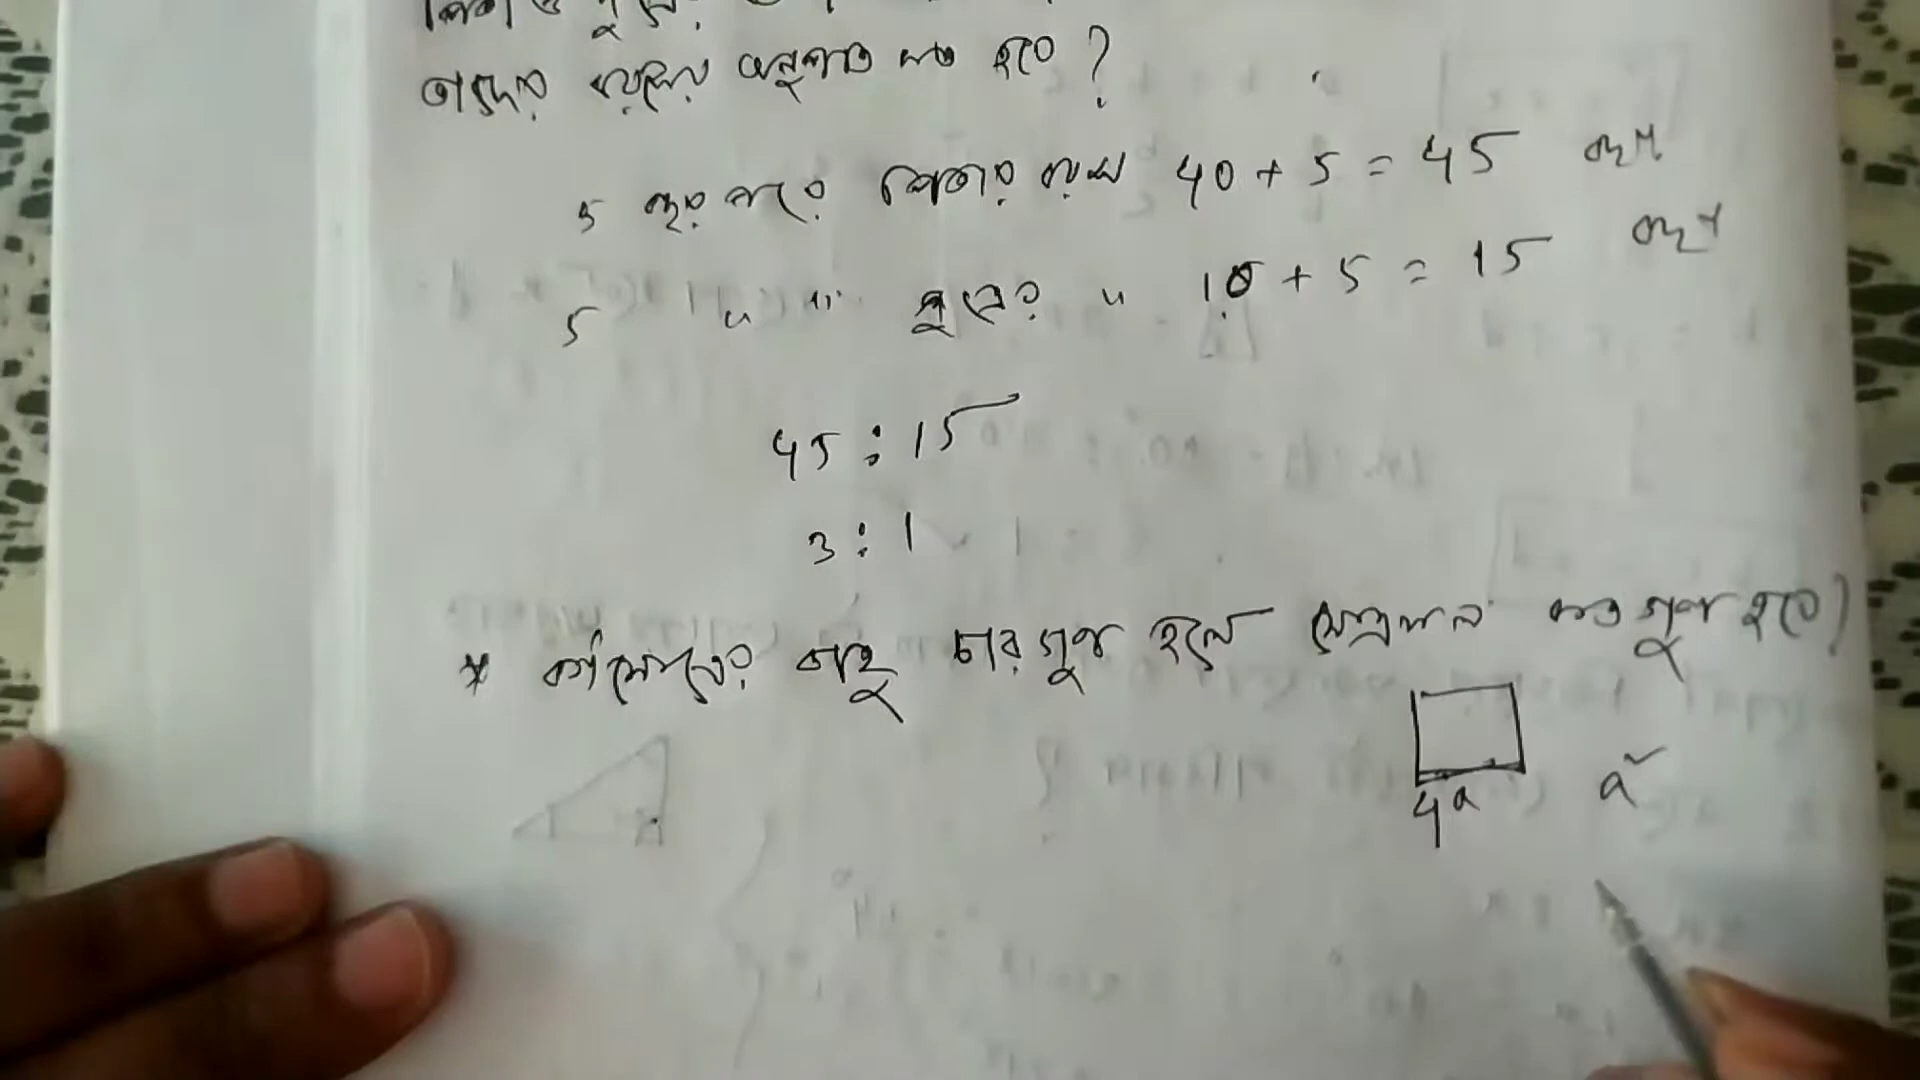 তাদের বয়সের অনুপাত কত হবে ?
5 বছর পরে পিতার বয়স 40 + 5 = 45 বছর
5 " " পুত্রের " 10 + 5 = 15 বছর
45 : 15
3 : 1
* বর্গক্ষেত্রের বাহু চারগুণ হলে ক্ষেত্রফল কত গুণ হবে?
4a a²